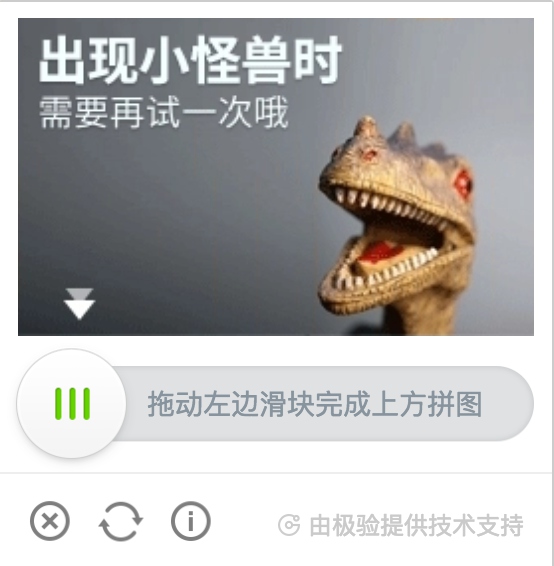 出现小怪兽时
需要再试一次哦
拖动左边滑块完成上方拼图
由极验提供技术支持